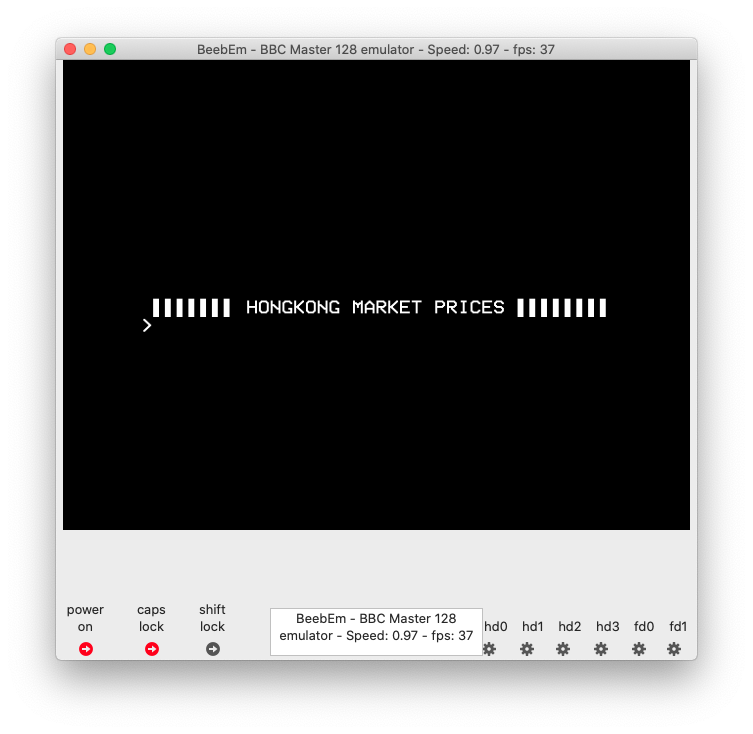 BeebEm - BBC Master 128 emulator - Speed: 0.97 - fps: 37
▌▌▌▌▌▌▌ HONGKONG MARKET PRICES ▌▌▌▌▌▌▌▌
>
power on
caps lock
shift lock
BeebEm - BBC Master 128
emulator - Speed: 0.97 - fps: 37
hd0 hd1 hd2 hd3 fd0 fd1